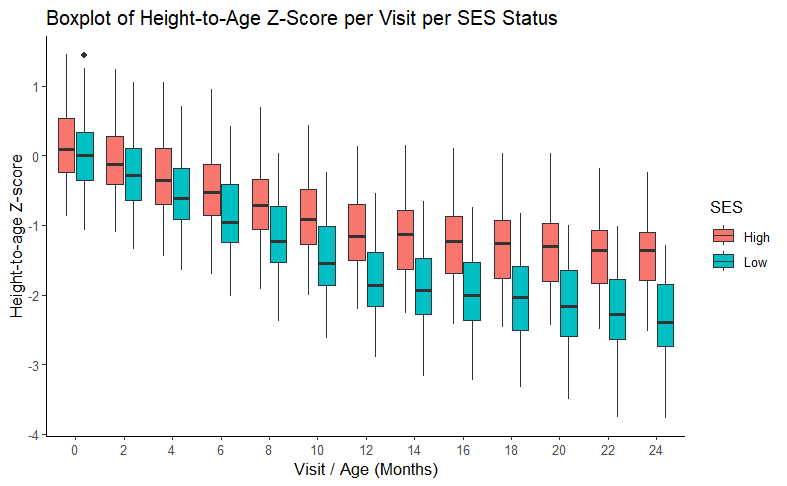 Boxplot of Height-to-Age Z-Score per Visit per SES Status
Height-to-age Z-score
1
0
-1
-2
-3
-4
0 2 4 6 8 10 12 14 16 18 20 22 24
Visit / Age (Months)
SES
High
Low